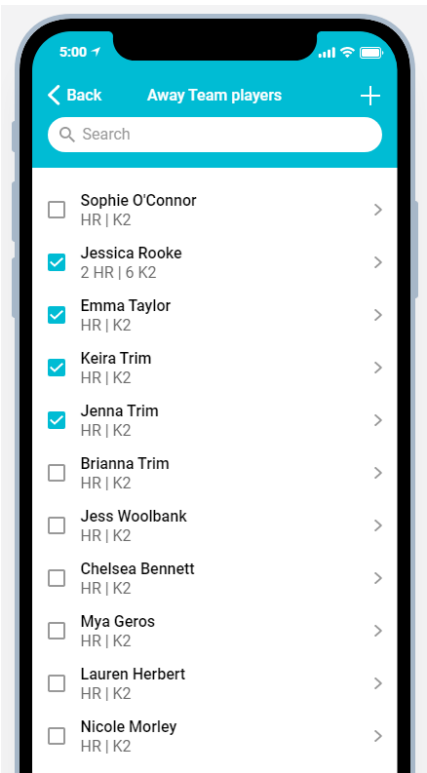 5:00
Back
Away Team players
Search
Sophie O'Connor
HR | K2
Jessica Rooke
2 HR | 6 K2
Emma Taylor
HR | K2
Keira Trim
HR | K2
Jenna Trim
HR | K2
Brianna Trim
HR | K2
Jess Woolbank
HR | K2
Chelsea Bennett
HR | K2
Mya Geros
HR | K2
Lauren Herbert
HR | K2
Nicole Morley
HR | K2